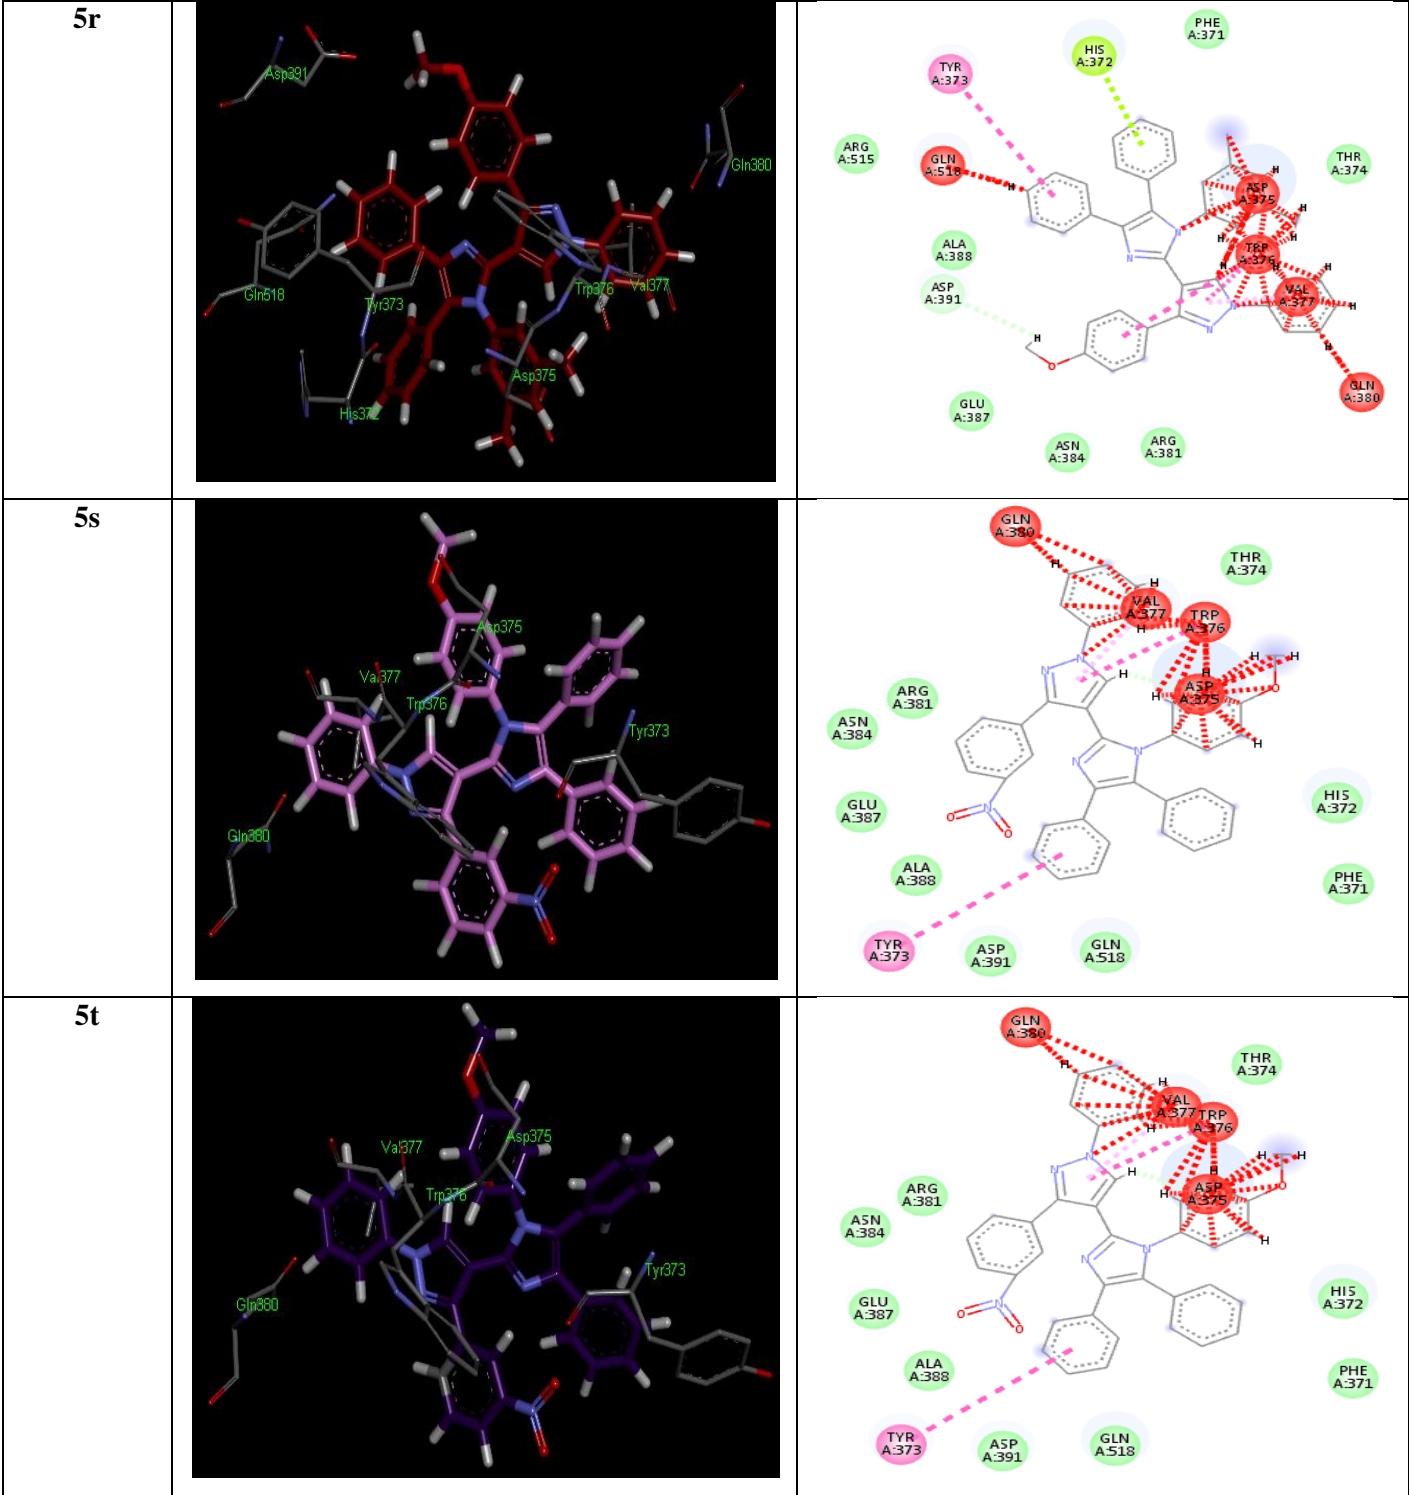 5r
Asp391
Gln380
Gln518
Tyr373
Trp376
Val377
Asp375
His372
PHE
A:371
HIS
A:372
TYR
A:373
ARG
A:515
GLN
A:518
THR
A:374
ASP
A:375
ALA
A:388
TRP
A:376
ASP
A:391
VAL
A:377
GLN
A:380
GLU
A:387
ASN
A:384
ARG
A:381
H
H
H
H
H
H
H
H
H
H
H
N
N
N
N
O
5s
Asp375
Val377
Trp376
Tyr373
Gln380
GLN
A:380
THR
A:374
VAL
A:377
TRP
A:376
ARG
A:381
ASP
A:375
ASN
A:384
GLU
A:387
HIS
A:372
ALA
A:388
PHE
A:371
TYR
A:373
ASP
A:391
GLN
A:518
H
H
H
H
H
H
H
H
H
N
N
N
N
N
O
O
O
5t
Asp375
Val377
Trp376
Tyr373
Gln380
GLN
A:380
THR
A:374
VAL
A:377
TRP
A:376
ARG
A:381
ASP
A:375
ASN
A:384
GLU
A:387
HIS
A:372
ALA
A:388
PHE
A:371
TYR
A:373
ASP
A:391
GLN
A:518
H
H
H
H
H
H
H
H
H
N
N
N
N
N
O
O
O